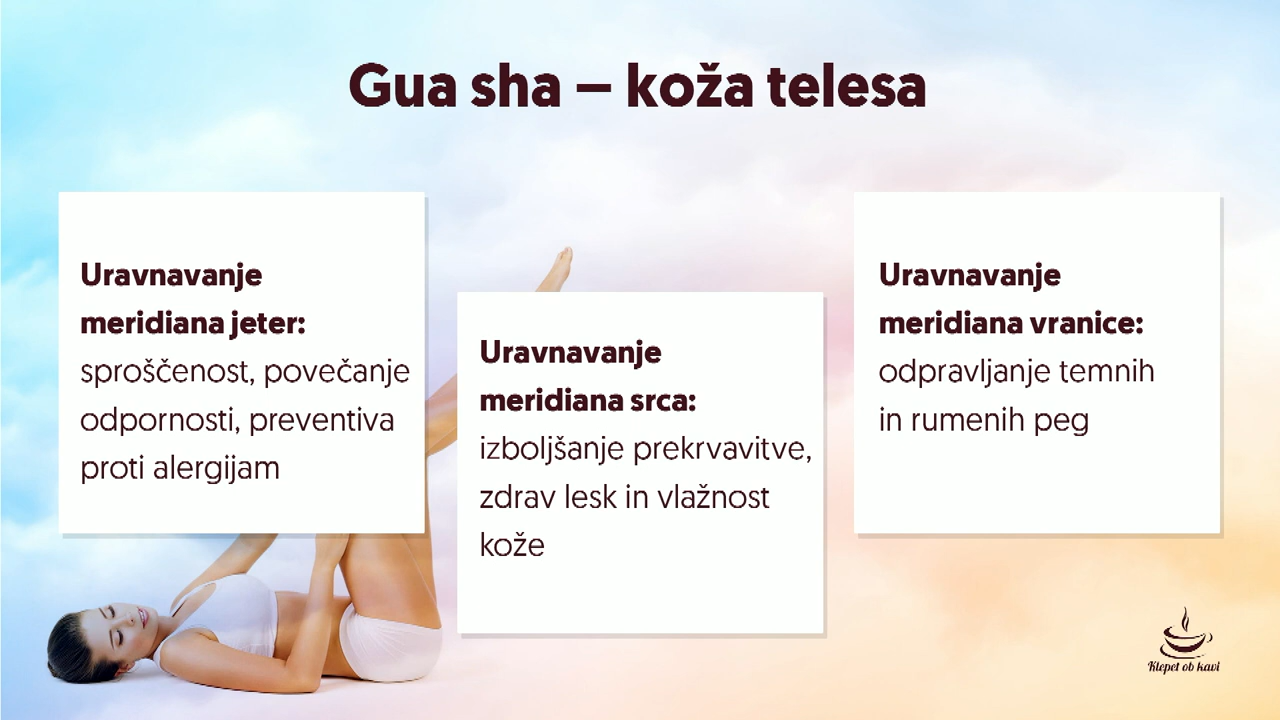 Gua sha – koža telesa
Uravnavanje
meridiana jeter:
sproščenost, povečanje
odpornosti, preventiva
proti alergijam
Uravnavanje
meridiana srca:
izboljšanje prekrvavitve,
zdrav lesk in vlažnost
kože
Uravnavanje
meridiana vranice:
odpravljanje temnih
in rumenih peg
Klepet ob kavi